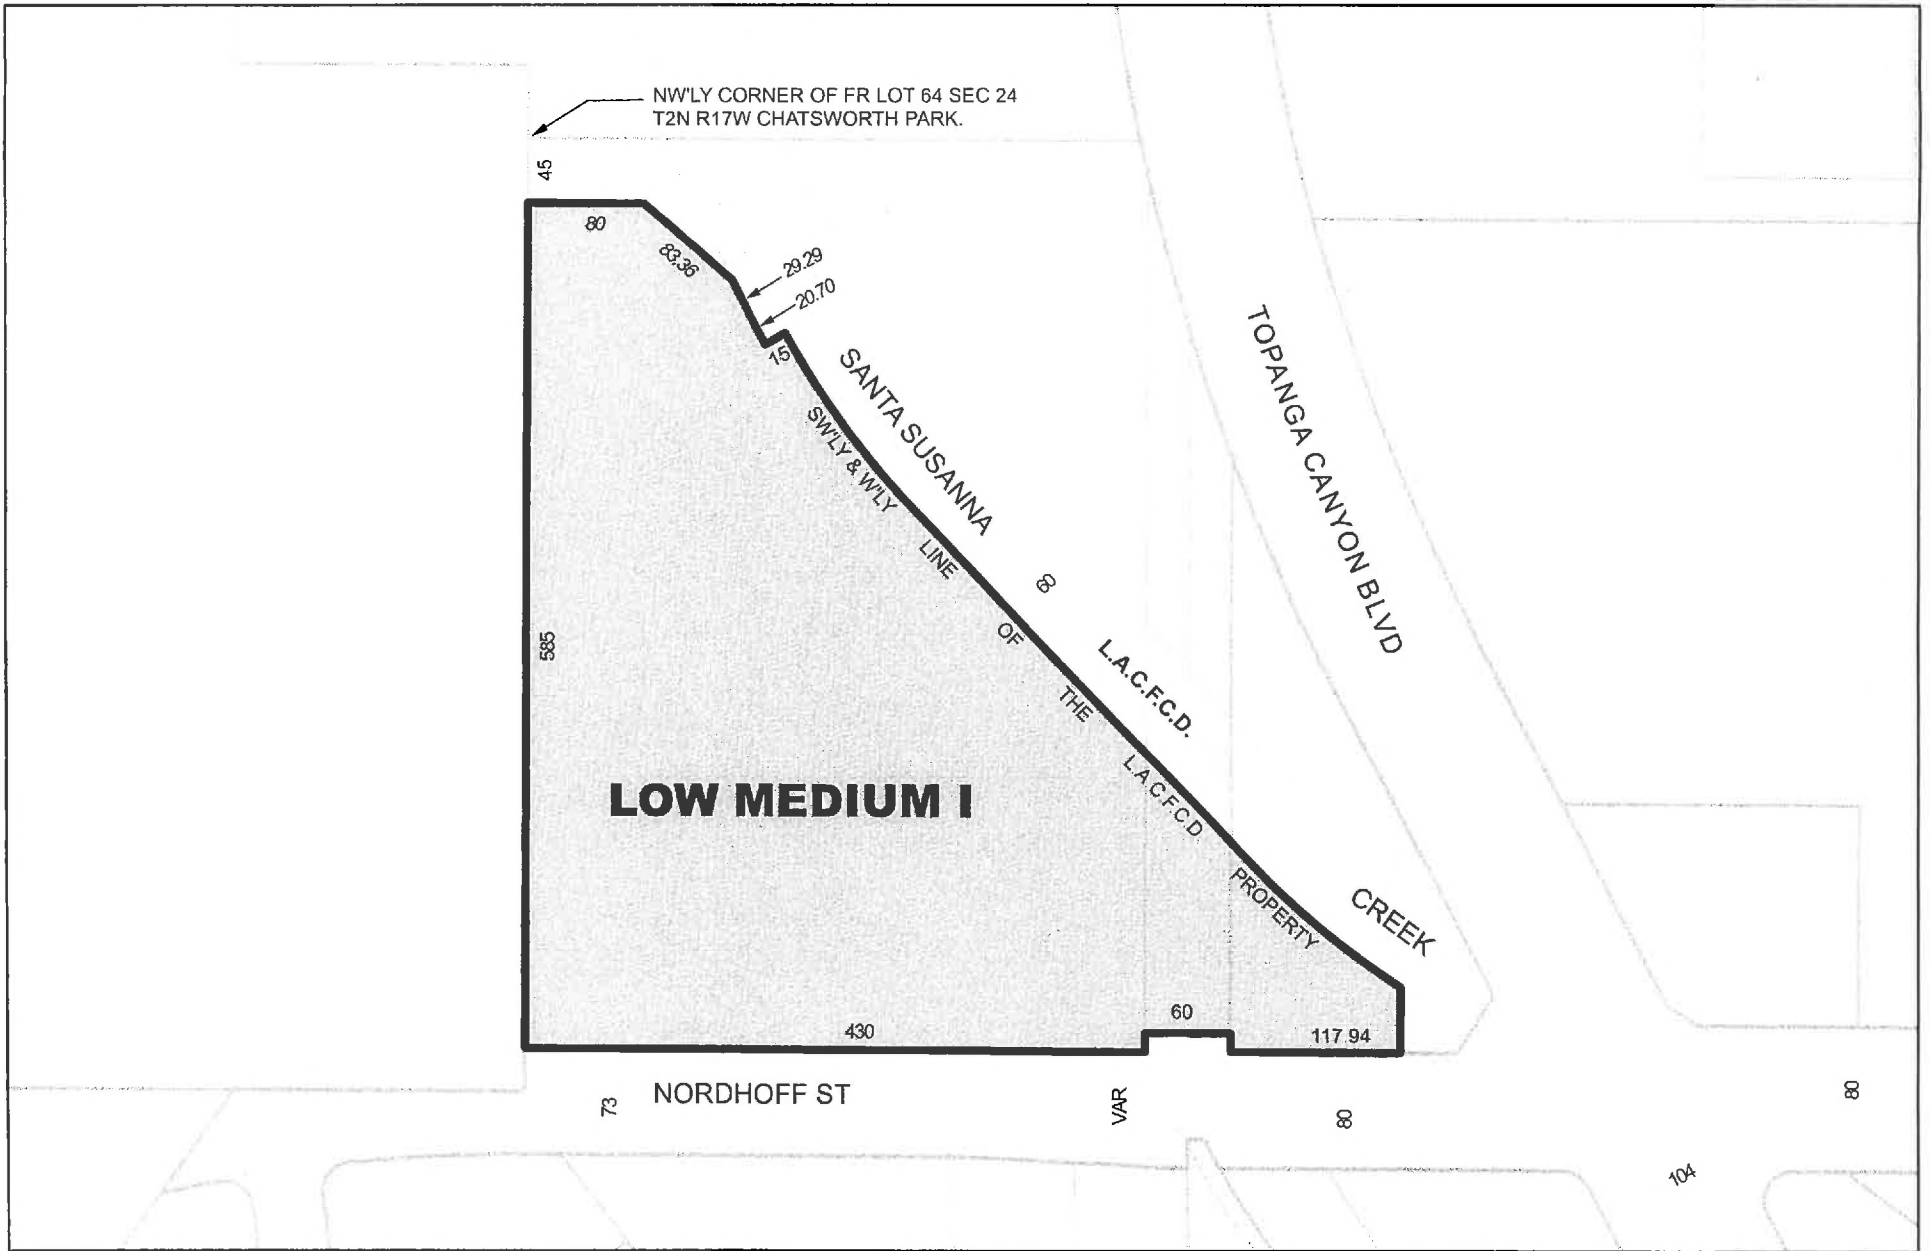 NW'LY CORNER OF FR LOT 64 SEC 24
T2N R17W CHATSWORTH PARK.
45
80
83.36
29.29
20.70
15
SANTA SUSANNA
TOPANGA CANYON BLVD
SW'LY & W'LY
LINE
OF
THE
L.A.C.F.C.D.
PROPERTY
60
L.A.C.F.C.D.
CREEK
585
LOW MEDIUM I
430
60
117.94
NORDHOFF ST
73
VAR
80
80
104